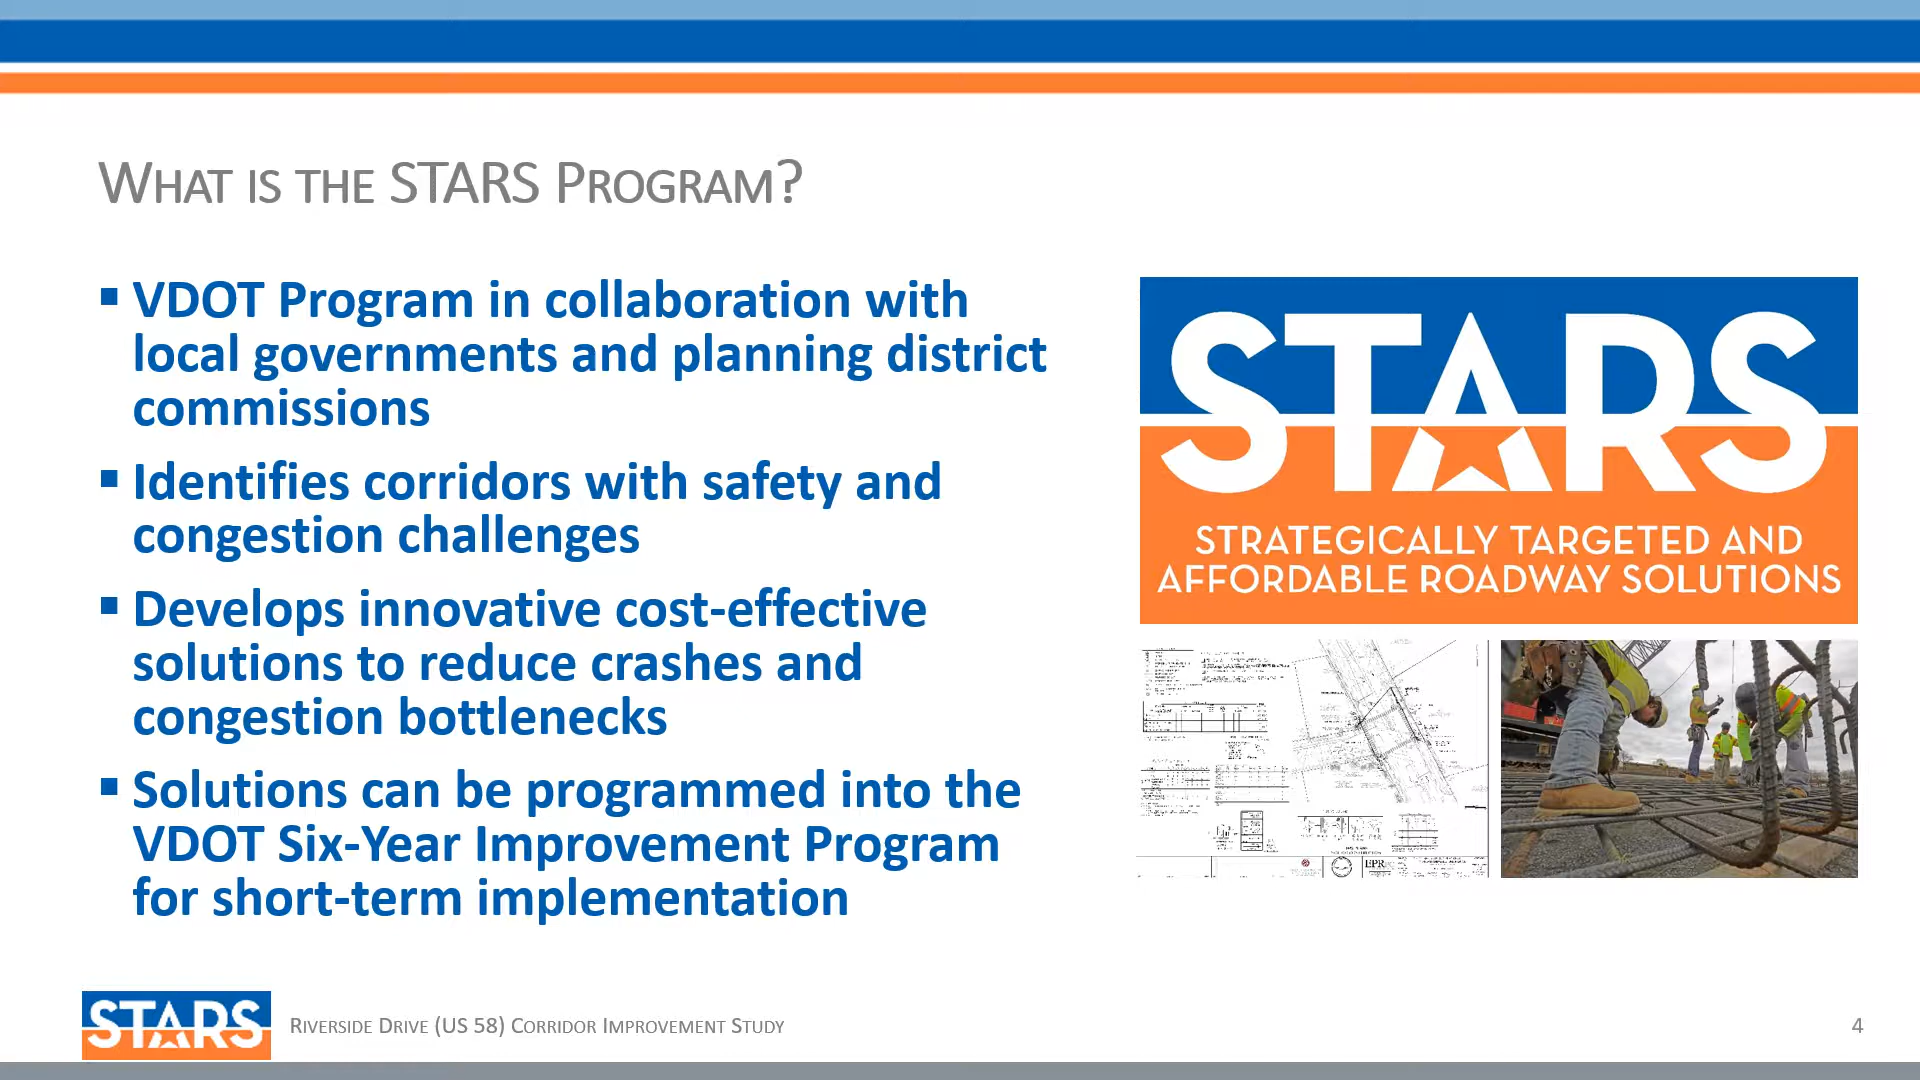 WHAT IS THE STARS PROGRAM?
▪ VDOT Program in collaboration with
local governments and planning district
commissions
▪ Identifies corridors with safety and
congestion challenges
▪ Develops innovative cost-effective
solutions to reduce crashes and
congestion bottlenecks
▪ Solutions can be programmed into the
VDOT Six-Year Improvement Program
for short-term implementation
STARS
STRATEGICALLY TARGETED AND
AFFORDABLE ROADWAY SOLUTIONS
EPR
STARS
RIVERSIDE DRIVE (US 58) CORRIDOR IMPROVEMENT STUDY
4